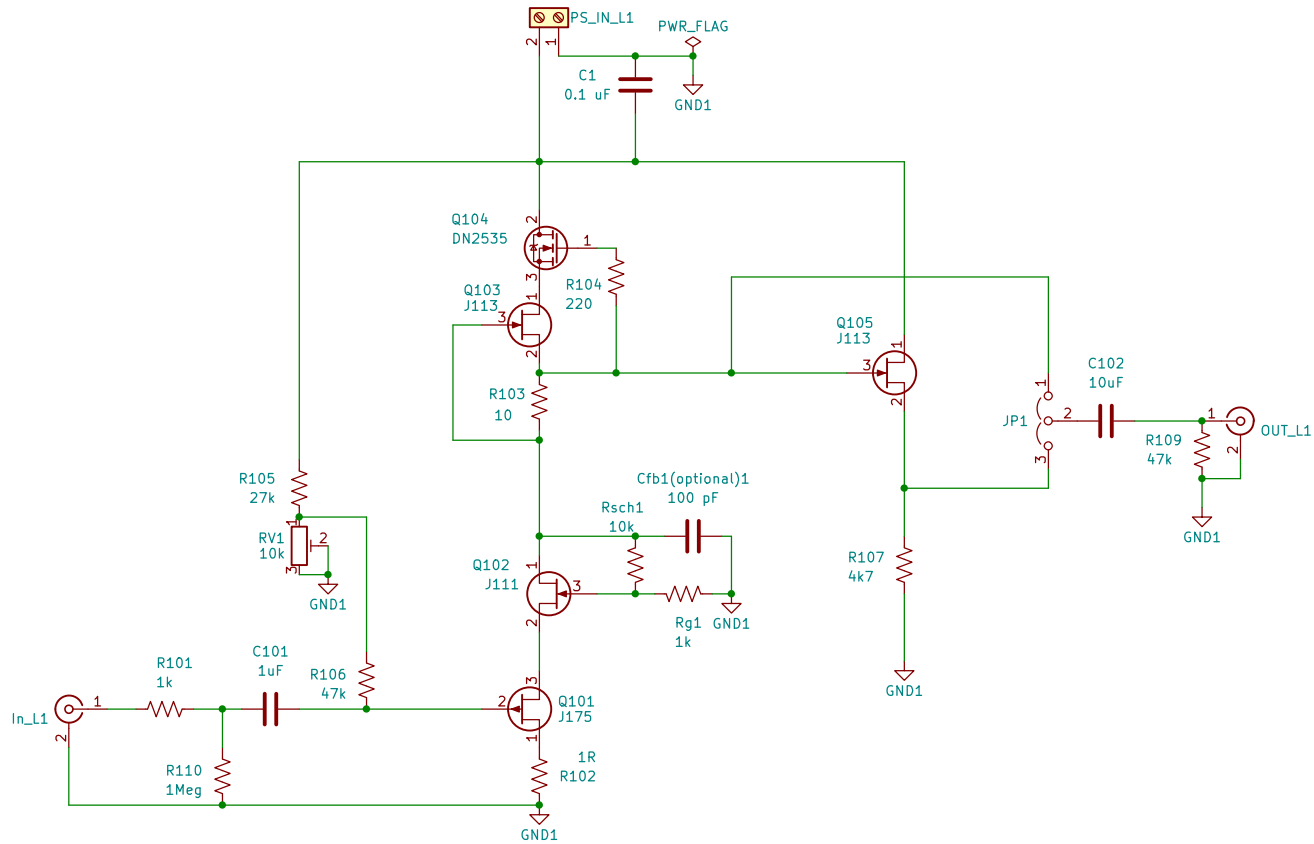 PS_IN_L1
2
1
PWR_FLAG
C1
0.1 uF
GND1
Q104
DN2535
2
1
3
R104
220
Q103
J113
1
3
2
Q105
J113
1
3
2
R103
10
C102
10uF
1
JP1
2
3
1
OUT_L1
R109
47k
2
GND1
R105
27k
Cfb1(optional)1
100 pF
Rsch1
10k
1
RV1
10k
2
3
GND1
Q102
J111
1
3
2
Rg1
1k
GND1
R107
4k7
GND1
R101
1k
C101
1uF
R106
47k
In_L1
1
2
Q101
J175
3
2
1
R110
1Meg
1R
R102
GND1